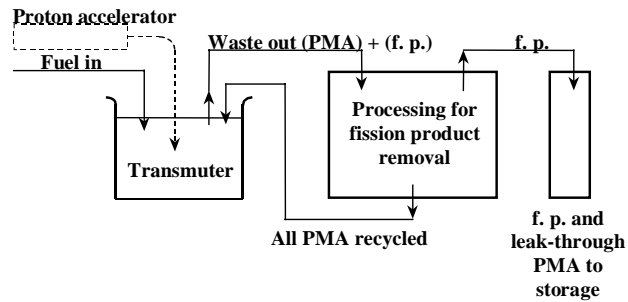 Proton accelerator
Waste out (PMA) + (f. p.)
f. p.
Fuel in
Processing for
fission product
removal
Transmuter
All PMA recycled
f. p. and
leak-through
PMA to
storage